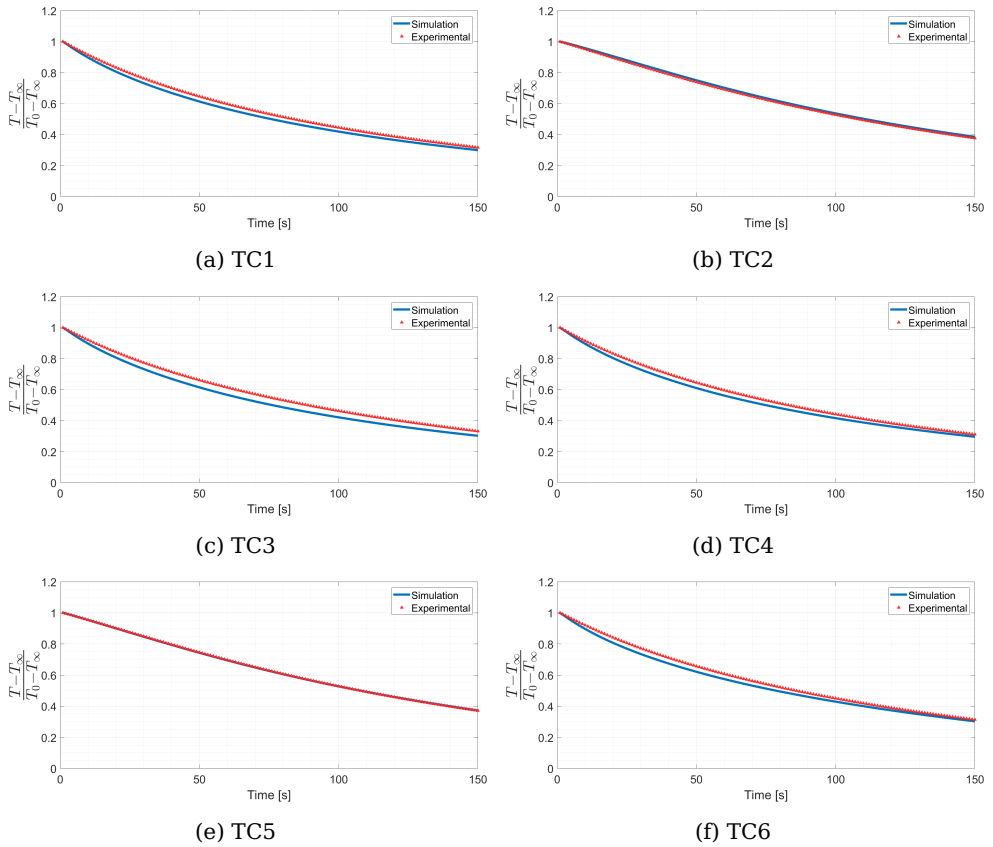 1.2
1
0.8
0.6
0.4
0.2
0
0 50 100 150
Time [s]
T − T∞
T0 − T∞
Simulation
Experimental
(a) TC1
1.2
1
0.8
0.6
0.4
0.2
0
0 50 100 150
Time [s]
T − T∞
T0 − T∞
Simulation
Experimental
(b) TC2
1.2
1
0.8
0.6
0.4
0.2
0
0 50 100 150
Time [s]
T − T∞
T0 − T∞
Simulation
Experimental
(c) TC3
1.2
1
0.8
0.6
0.4
0.2
0
0 50 100 150
Time [s]
T − T∞
T0 − T∞
Simulation
Experimental
(d) TC4
1.2
1
0.8
0.6
0.4
0.2
0
0 50 100 150
Time [s]
T − T∞
T0 − T∞
Simulation
Experimental
(e) TC5
1.2
1
0.8
0.6
0.4
0.2
0
0 50 100 150
Time [s]
T − T∞
T0 − T∞
Simulation
Experimental
(f) TC6